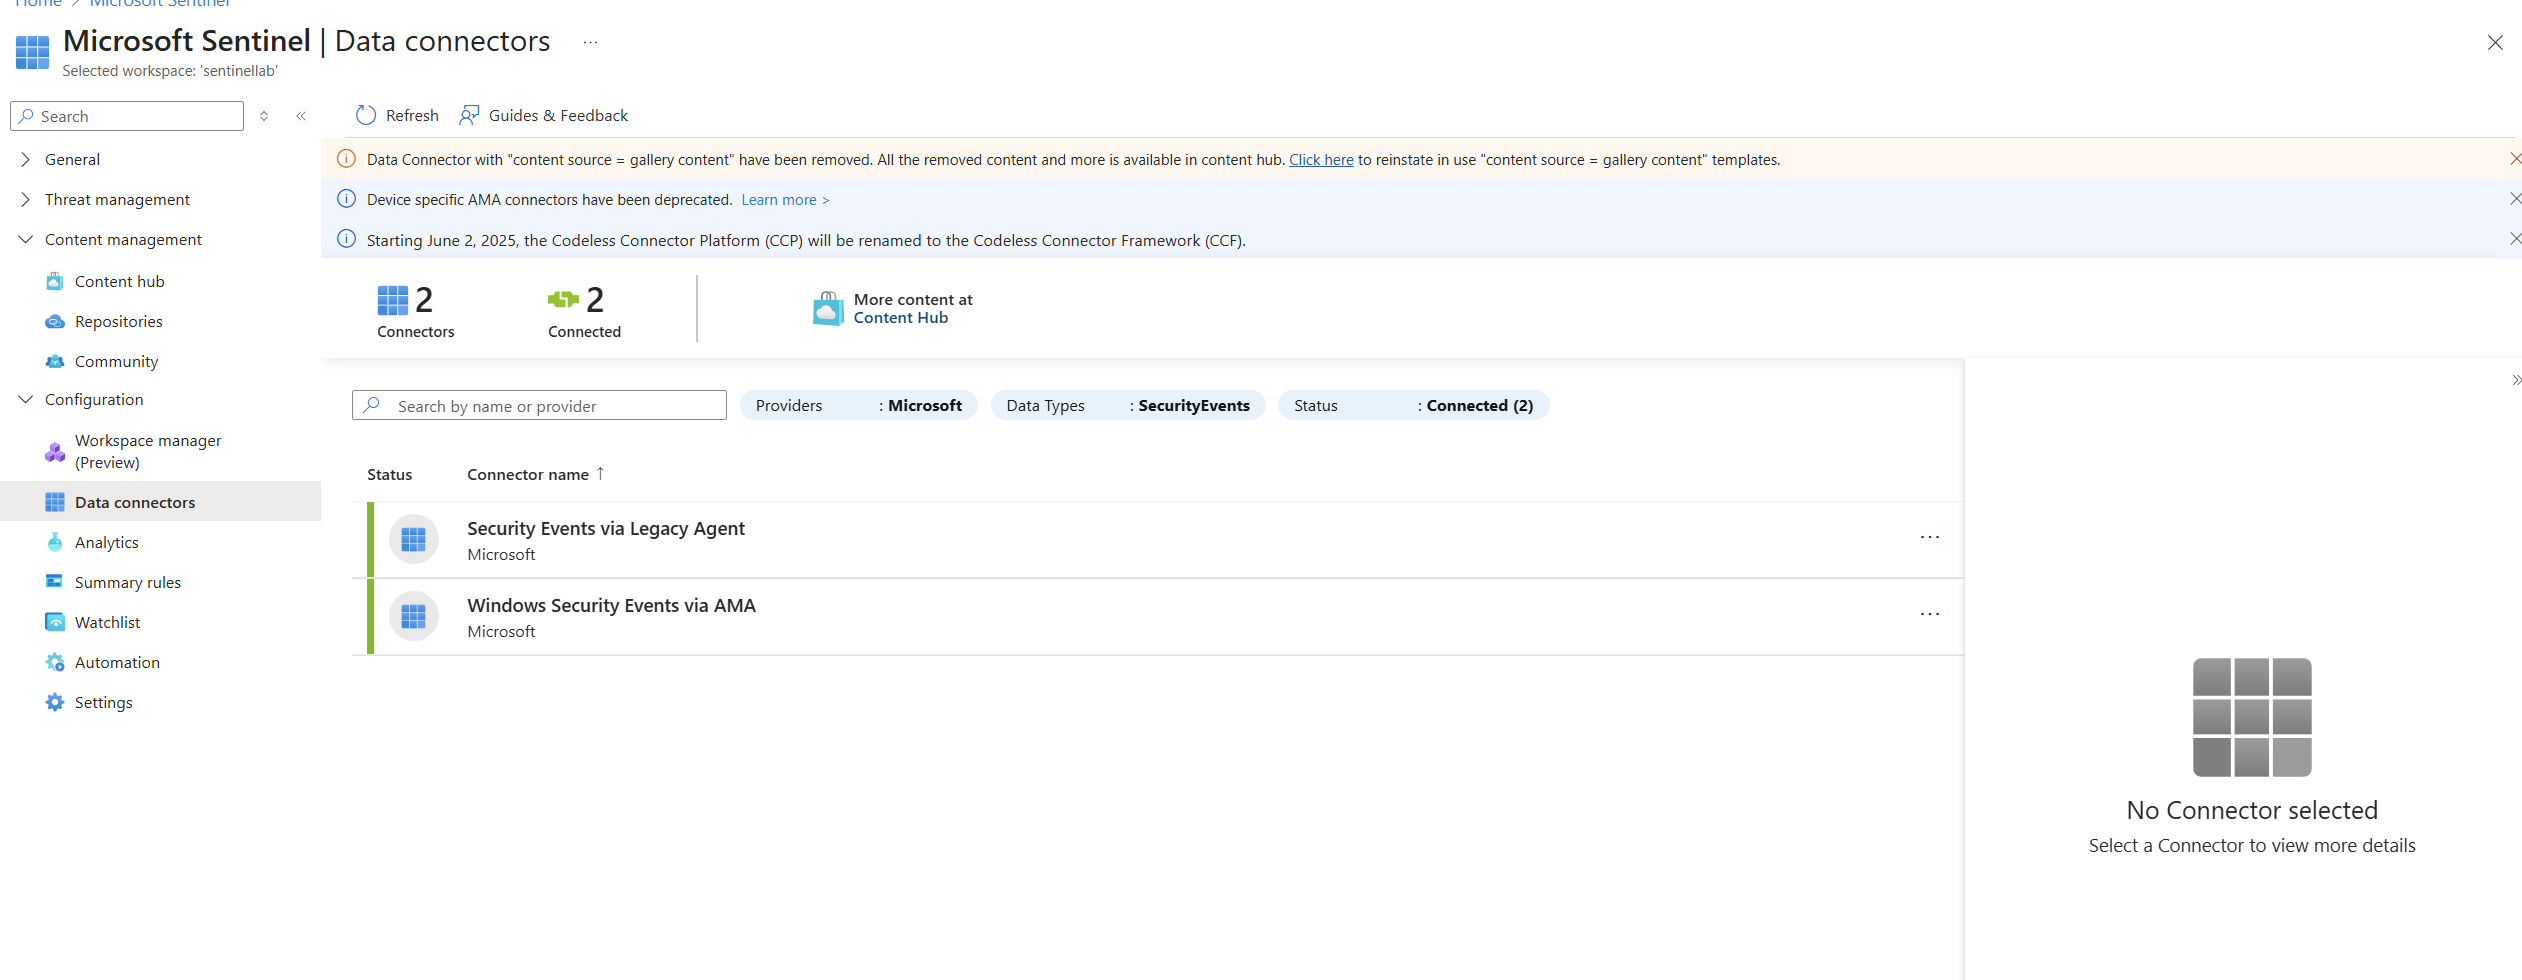 Home > Microsoft Sentinel
Microsoft Sentinel | Data connectors ...
Selected workspace: 'sentinellab'
Search
Refresh
Guides & Feedback
General
Threat management
Content management
Content hub
Repositories
Community
Configuration
Workspace manager
(Preview)
Data connectors
Analytics
Summary rules
Watchlist
Automation
Settings
Data Connector with "content source = gallery content" have been removed. All the removed content and more is available in content hub. Click here to reinstate in use "content source = gallery content" templates.
Device specific AMA connectors have been deprecated. Learn more >
Starting June 2, 2025, the Codeless Connector Platform (CCP) will be renamed to the Codeless Connector Framework (CCF).
2
Connectors
2
Connected
More content at
Content Hub
Search by name or provider
Providers : Microsoft
Data Types : SecurityEvents
Status : Connected (2)
Status
Connector name ↑
Security Events via Legacy Agent
Microsoft
...
Windows Security Events via AMA
Microsoft
...
No Connector selected
Select a Connector to view more details